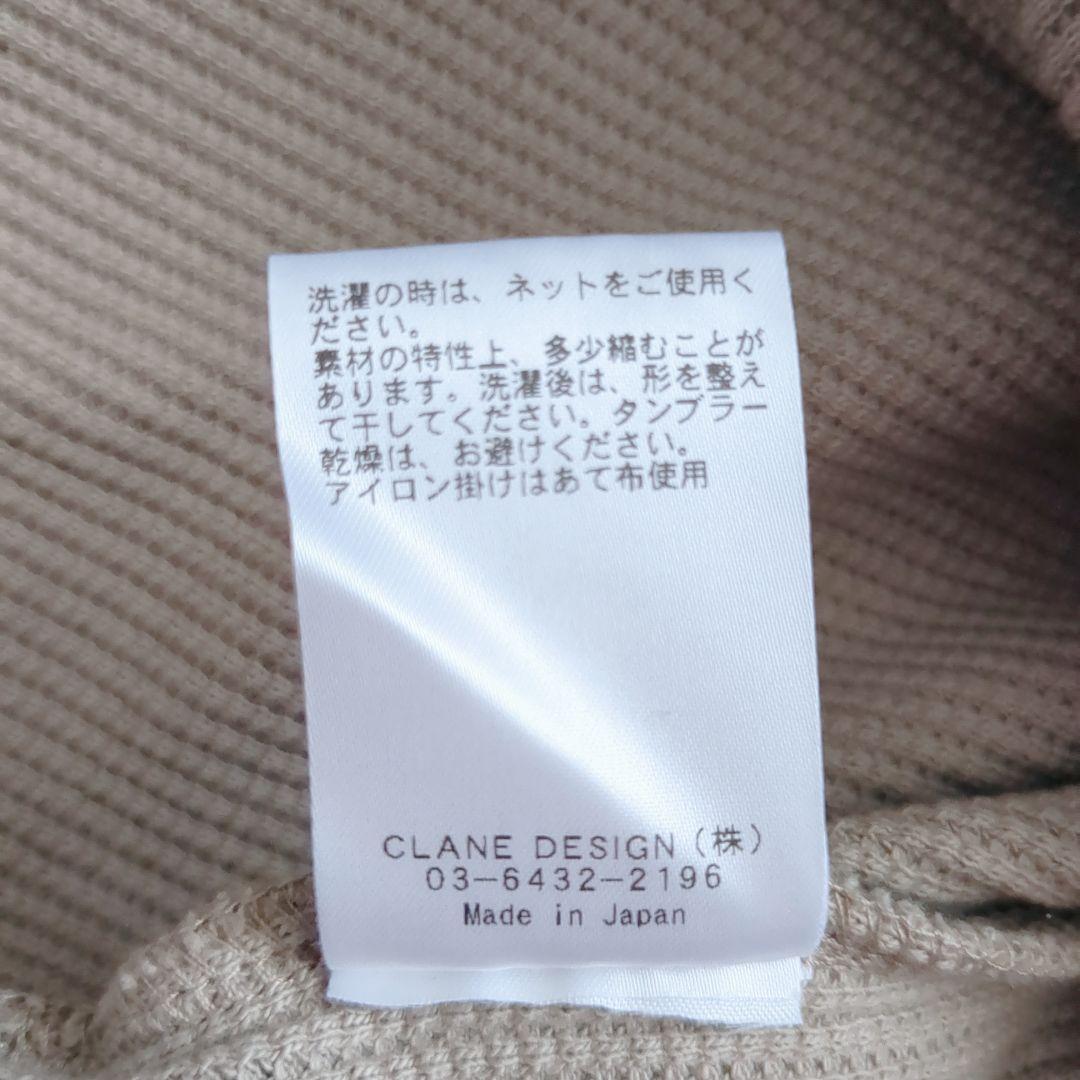 洗濯の時は、ネットをご使用く
ださい。
素材の特性上、多少縮むことが
あります。洗濯後は、形を整え
て干してください。タンブラー
乾燥は、お避けください。
アイロン掛けはあて布使用
CLANE DESIGN（株）
03-6432-2196
Made in Japan